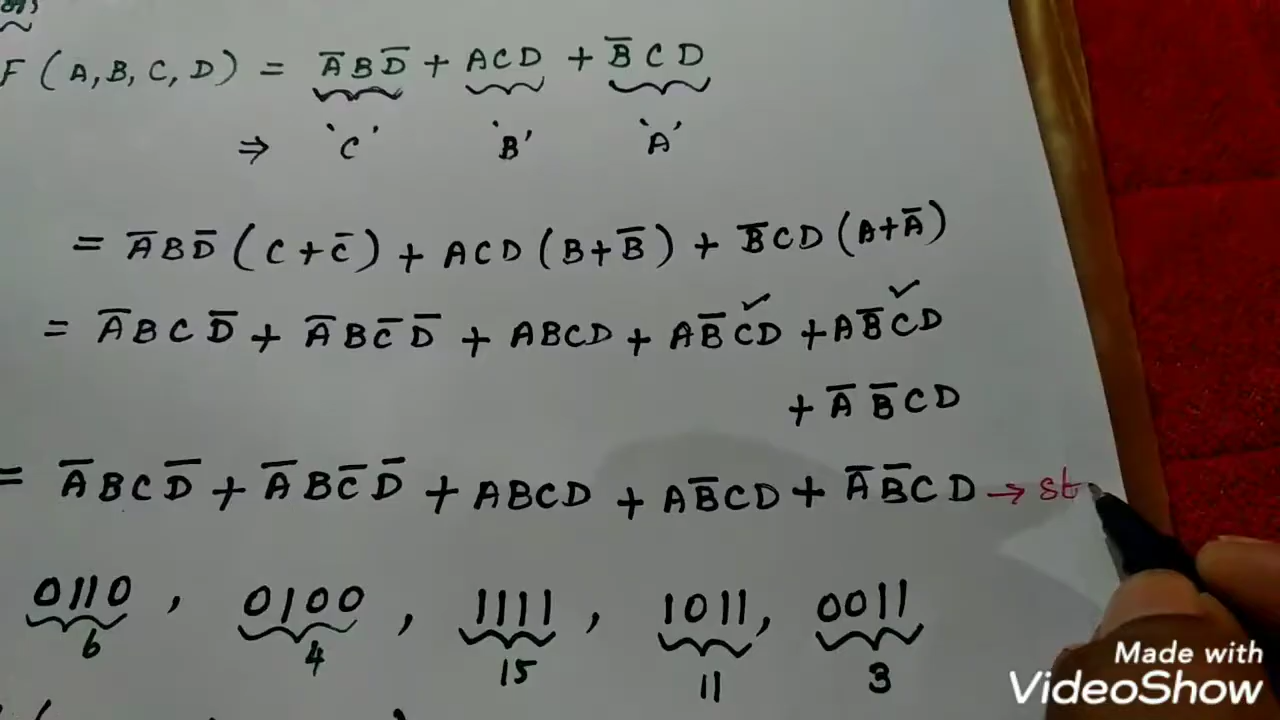 F (A, B, C, D) = A̅BD̅ + ACD + B̅CD
⇒ 'C' 'B' 'A'
= A̅BD̅ (C + C̅) + ACD (B + B̅) + B̅CD (A + A̅)
= A̅BCD̅ + A̅BC̅D̅ + ABCD + AB̅CD + AB̅CD
+ A̅B̅CD
= A̅BCD̅ + A̅BC̅D̅ + ABCD + AB̅CD + A̅B̅CD → st
0110 , 0100 , 1111 , 1011, 0011
6 4 15 11 3
Made with
VideoShow